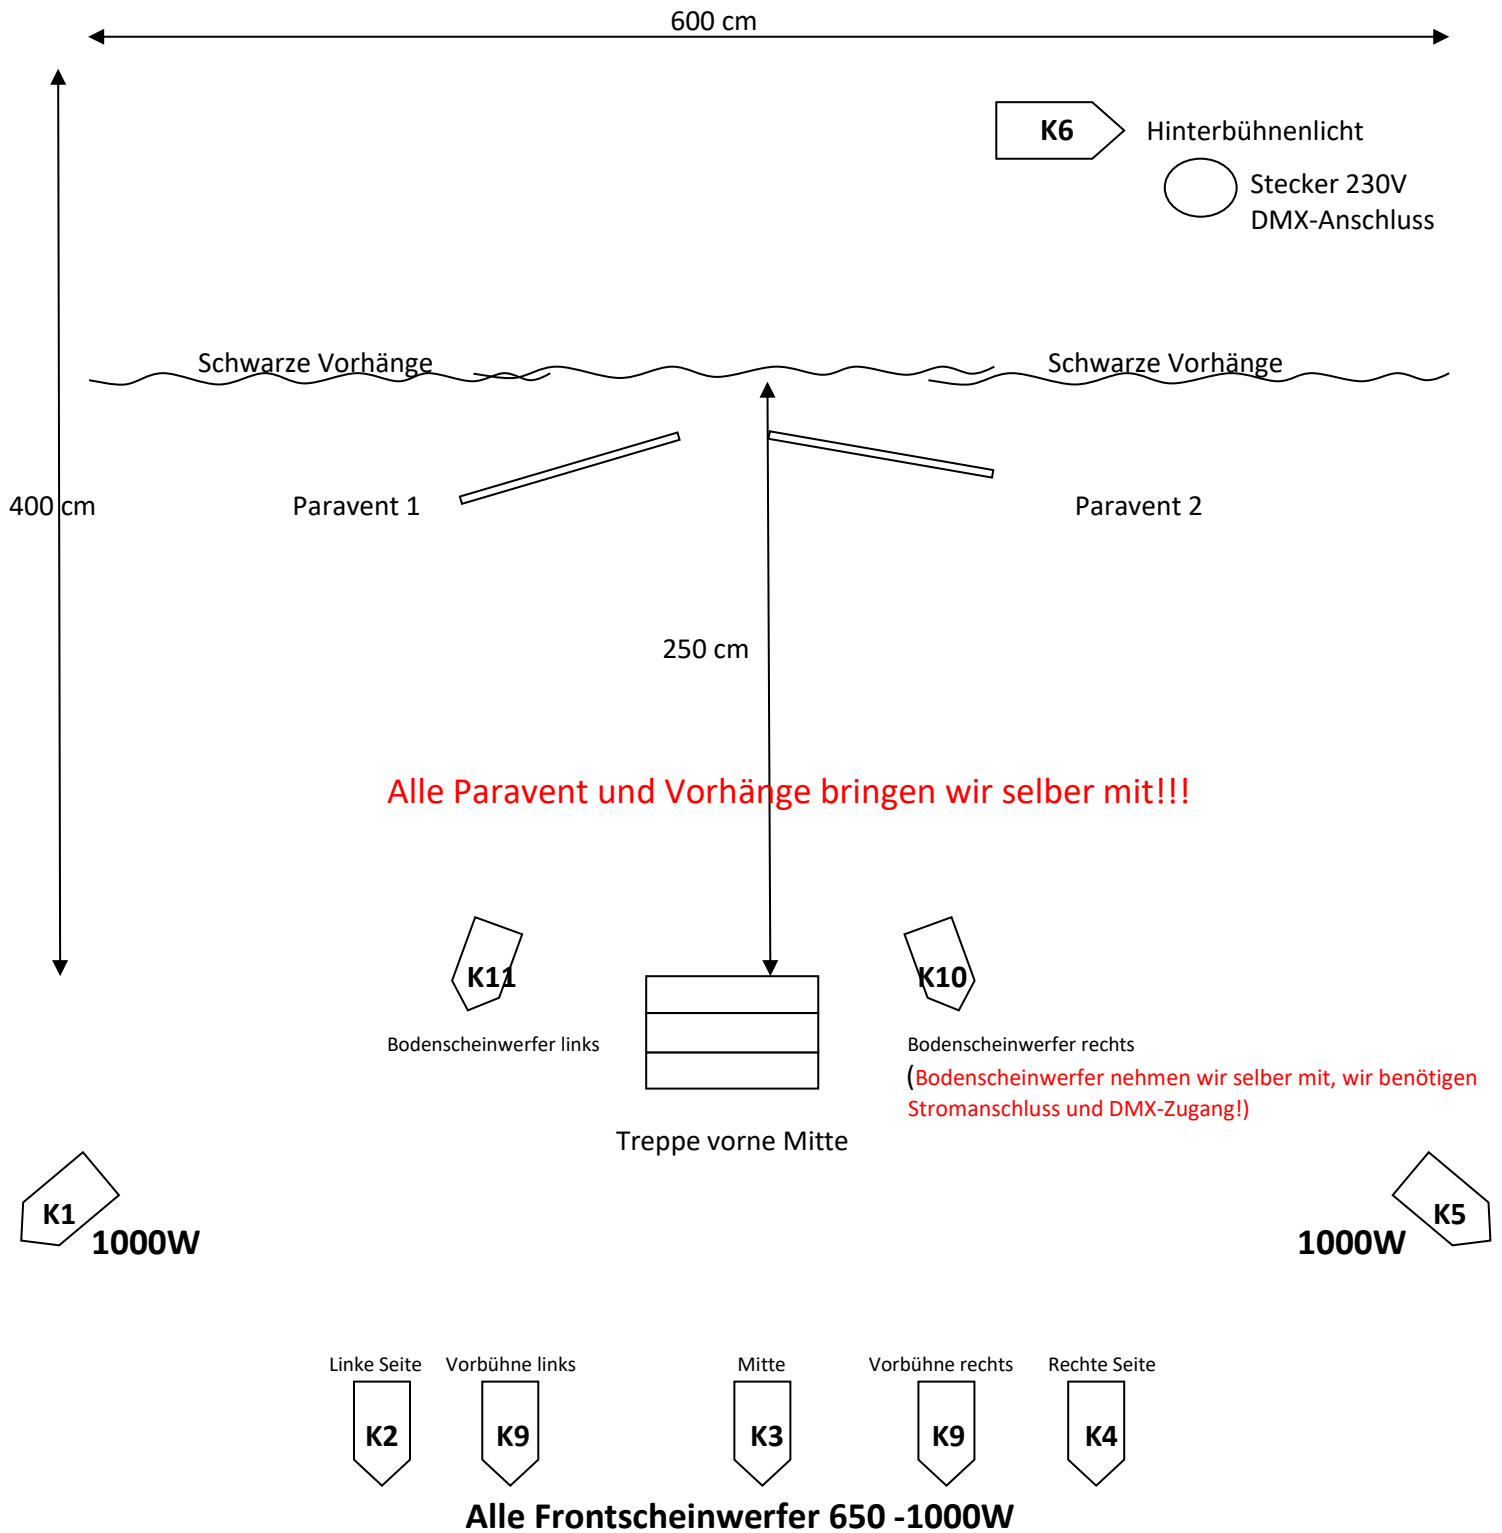 600 cm
K6 Hinterbühnenlicht
Stecker 230V
DMX-Anschluss
Schwarze Vorhänge Schwarze Vorhänge
400 cm Paravent 1 Paravent 2
250 cm
Alle Paravent und Vorhänge bringen wir selber mit!!!
K11 K10
Bodenscheinwerfer links Bodenscheinwerfer rechts
(Bodenscheinwerfer nehmen wir selber mit, wir benötigen
Stromanschluss und DMX-Zugang!)
Treppe vorne Mitte
K1 K5
1000W 1000W
Linke Seite Vorbühne links Mitte Vorbühne rechts Rechte Seite
K2 K9 K3 K9 K4
Alle Frontscheinwerfer 650 -1000W